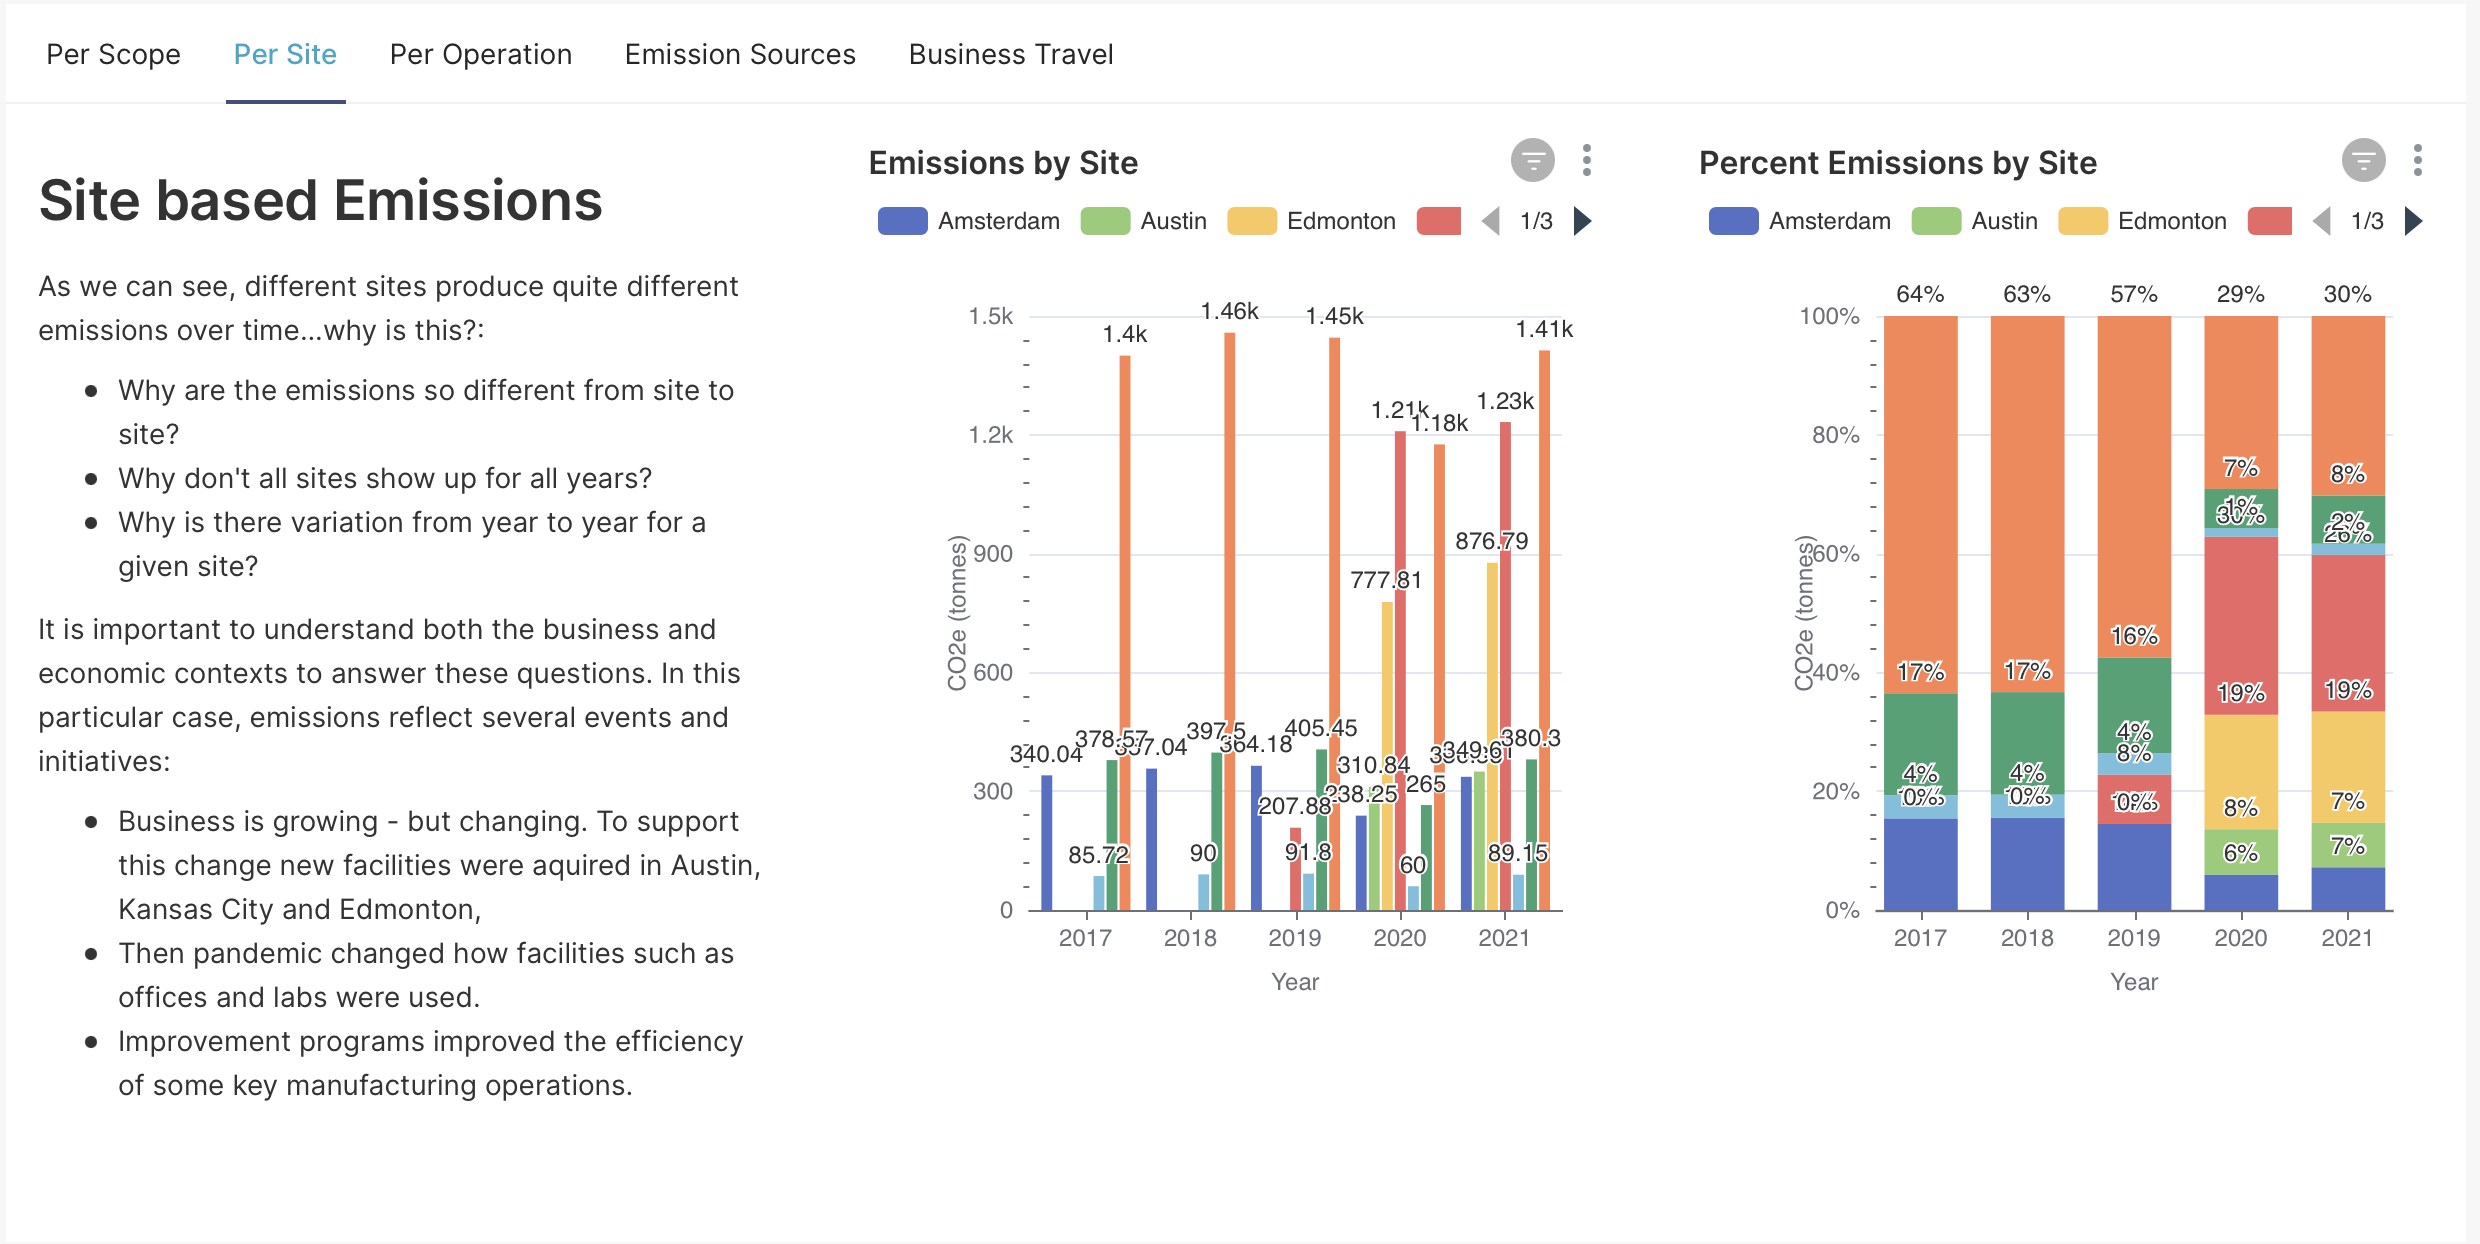 Per Scope Per Site Per Operation Emission Sources Business Travel
Site based Emissions
As we can see, different sites produce quite different
emissions over time...why is this?:
Why are the emissions so different from site to
site?
Why don't all sites show up for all years?
Why is there variation from year to year for a
given site?
It is important to understand both the business and
economic contexts to answer these questions. In this
particular case, emissions reflect several events and
initiatives:
Business is growing - but changing. To support
this change new facilities were aquired in Austin,
Kansas City and Edmonton,
Then pandemic changed how facilities such as
offices and labs were used.
Improvement programs improved the efficiency
of some key manufacturing operations.
Emissions by Site
Amsterdam Austin Edmonton 1/3
CO2e (tonnes)
1.5k
1.2k
900
600
300
0
340.04 85.72 378.57 1.4k
90 397.5 1.46k
364.18 207.88 91.8 405.45 1.45k
238.25 310.84 777.81 1.21k 60 265 1.18k
349.61 876.79 1.23k 89.15 380.3 1.41k
2017 2018 2019 2020 2021
Year
Percent Emissions by Site
Amsterdam Austin Edmonton 1/3
CO2e (tonnes)
64% 63% 57% 29% 30%
100%
80%
60%
40%
20%
0%
17% 4% 0%
17% 4% 0%
16% 4% 8% 0%
7% 1% 30% 19% 8% 6%
8% 2% 26% 19% 7% 7%
2017 2018 2019 2020 2021
Year